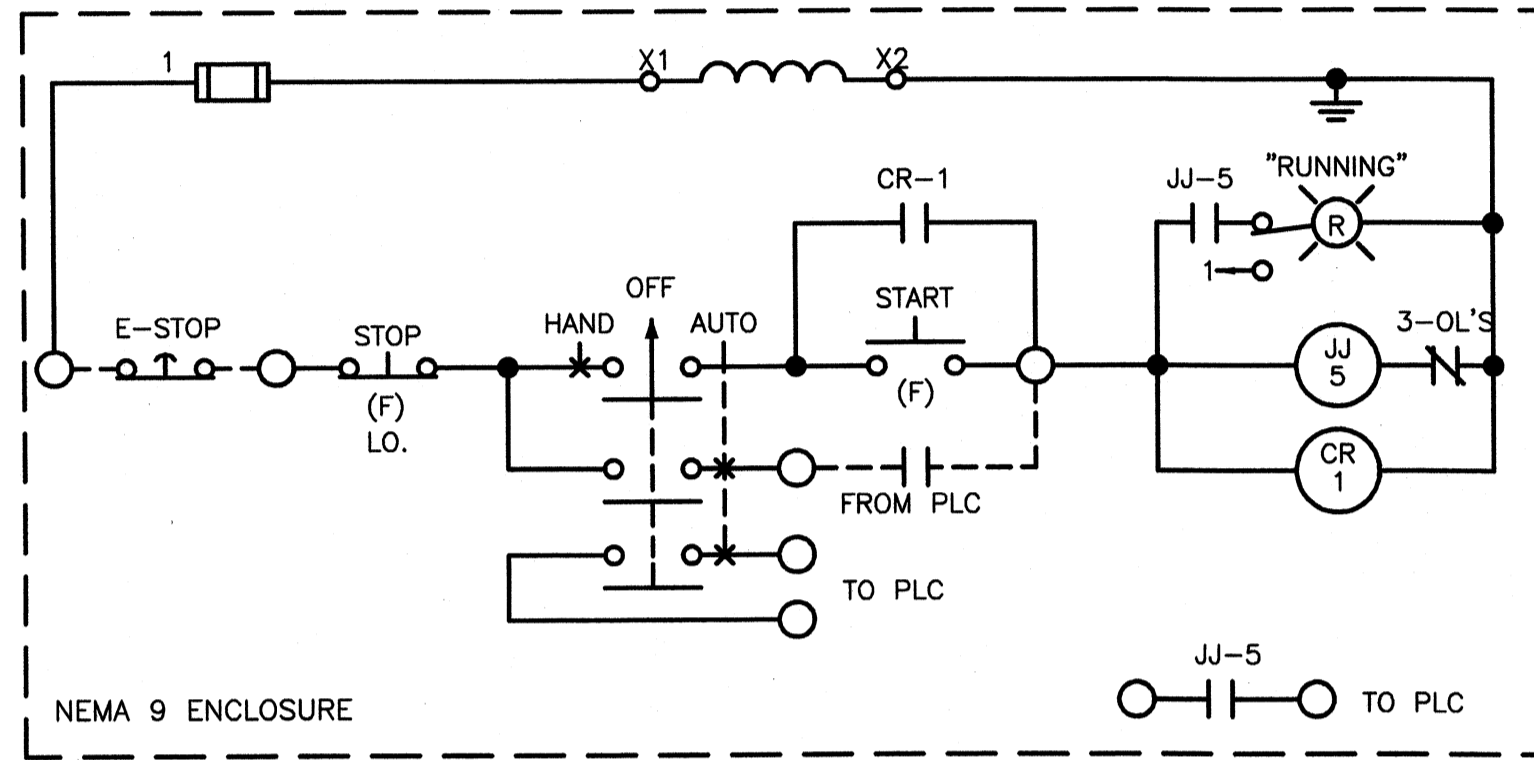 1
X1
X2
CR-1
JJ-5
"RUNNING"
R
1
OFF
START
HAND
AUTO
E-STOP
STOP
3-OL'S
JJ
5
(F)
LO.
(F)
CR
1
FROM PLC
TO PLC
JJ-5
TO PLC
NEMA 9 ENCLOSURE